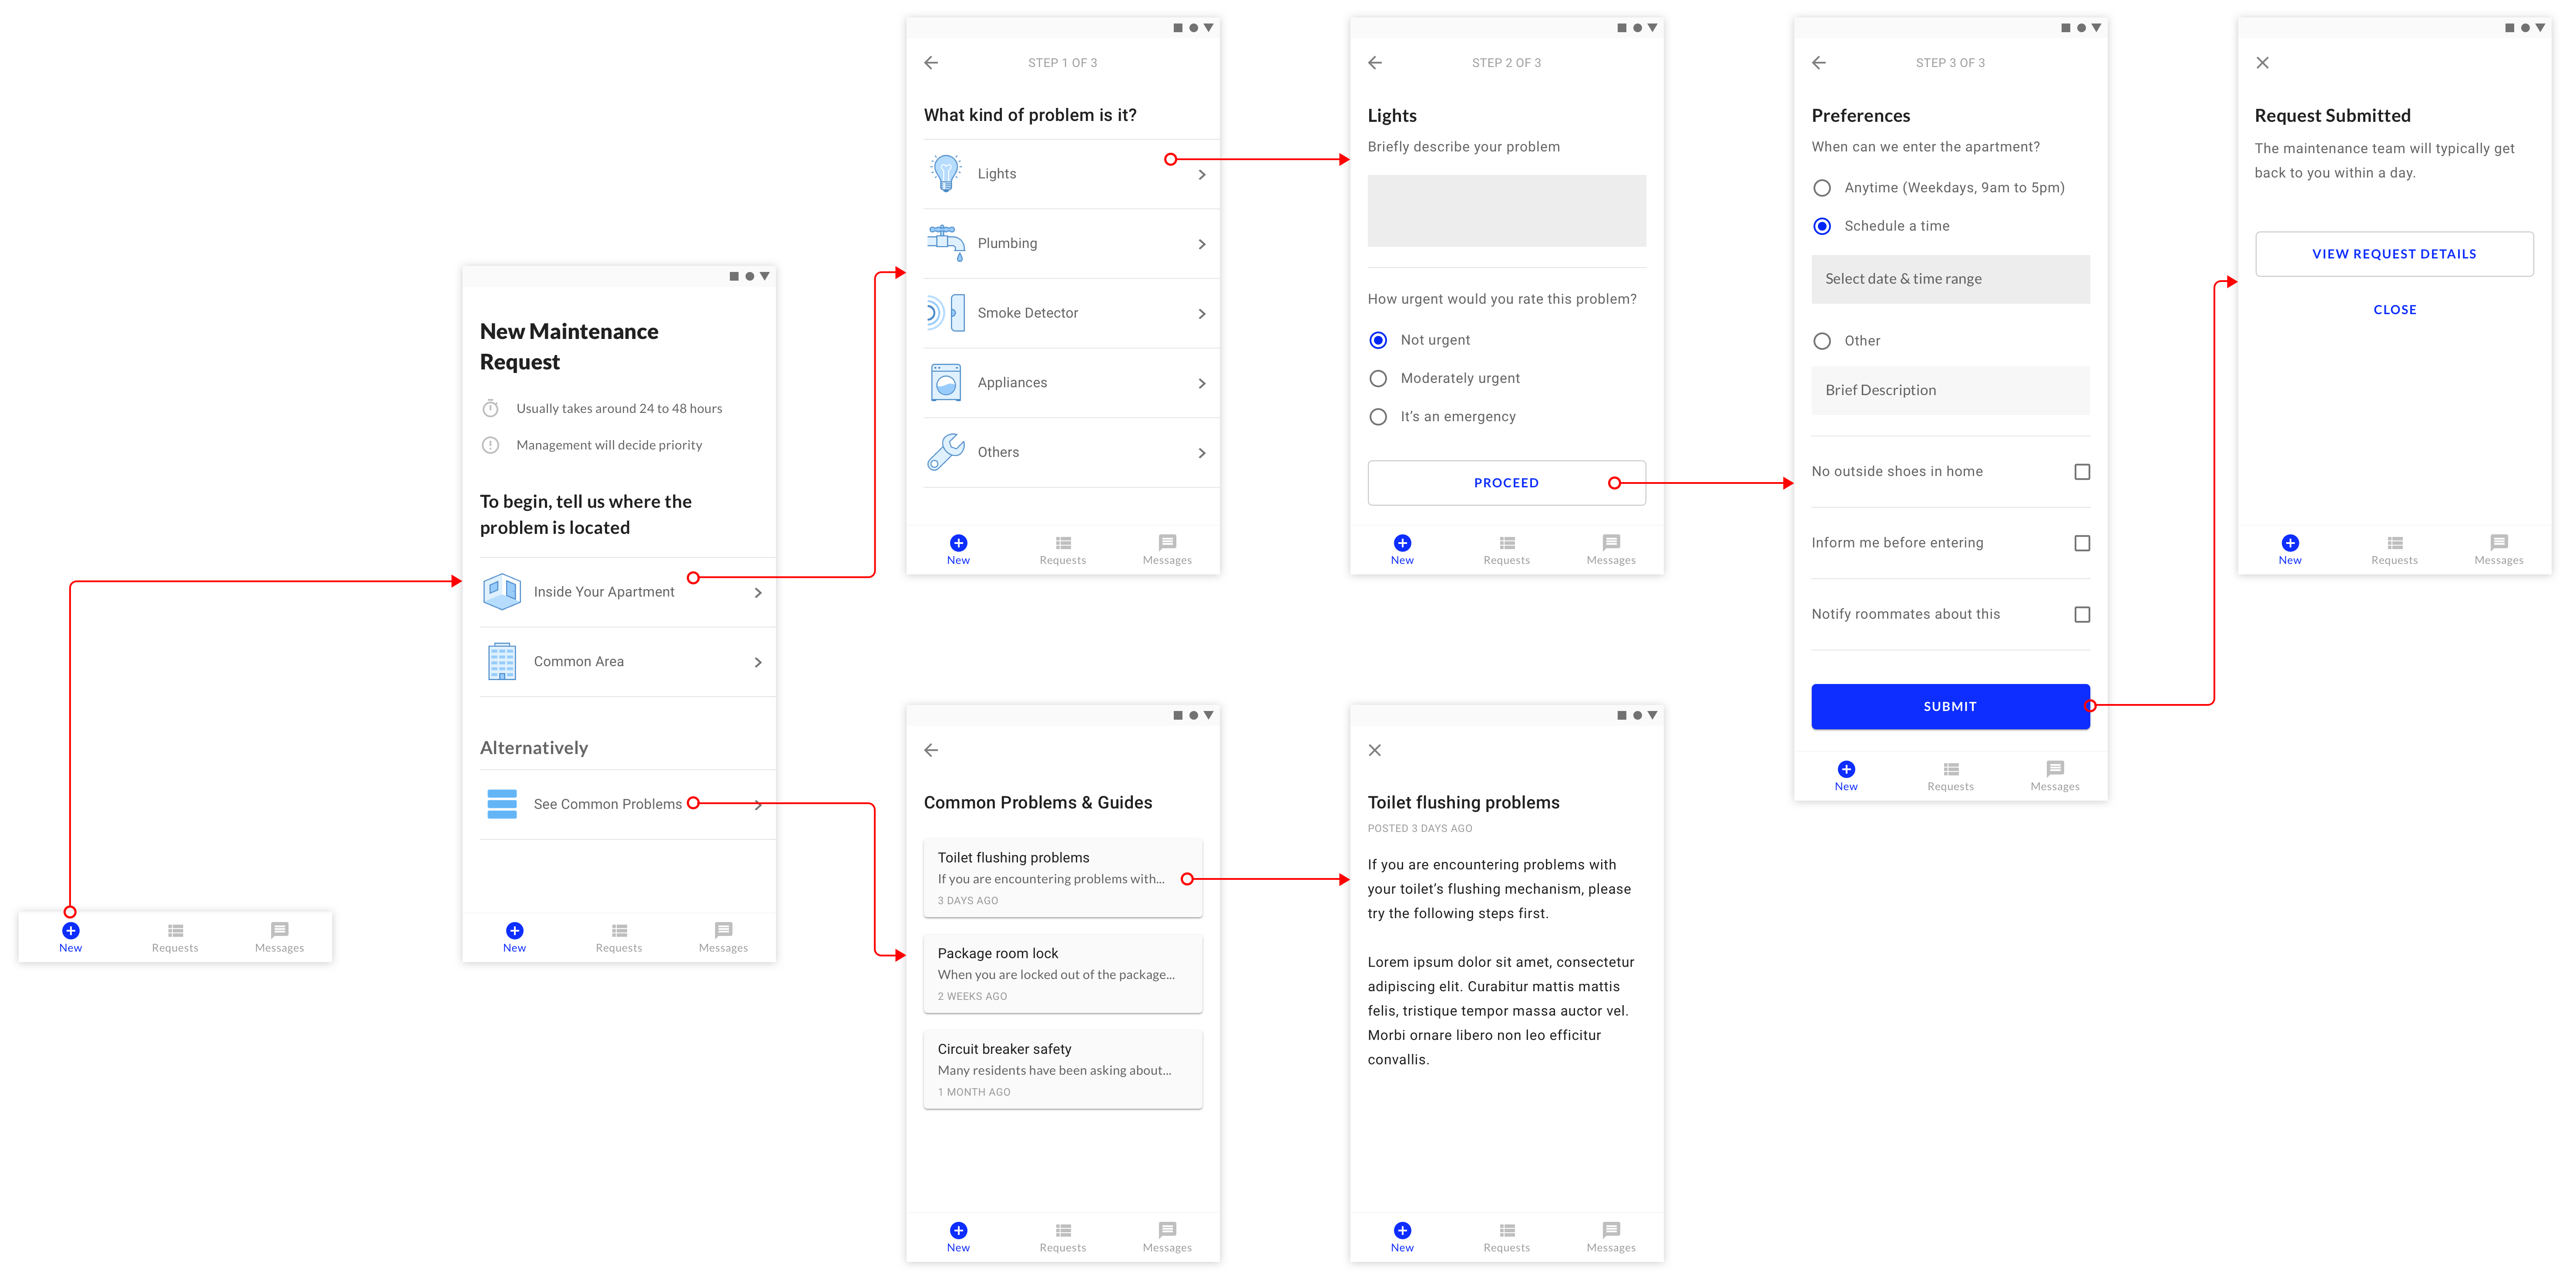 New
Requests
Messages
New Maintenance
Request
Usually takes around 24 to 48 hours
Management will decide priority
To begin, tell us where the
problem is located
Inside Your Apartment
Common Area
Alternatively
See Common Problems
New
Requests
Messages
STEP 1 OF 3
What kind of problem is it?
Lights
Plumbing
Smoke Detector
Appliances
Others
New
Requests
Messages
STEP 2 OF 3
Lights
Briefly describe your problem
How urgent would you rate this problem?
Not urgent
Moderately urgent
It’s an emergency
PROCEED
New
Requests
Messages
STEP 3 OF 3
Preferences
When can we enter the apartment?
Anytime (Weekdays, 9am to 5pm)
Schedule a time
Select date & time range
Other
Brief Description
No outside shoes in home
Inform me before entering
Notify roommates about this
SUBMIT
New
Requests
Messages
Request Submitted
The maintenance team will typically get
back to you within a day.
VIEW REQUEST DETAILS
CLOSE
New
Requests
Messages
Common Problems & Guides
Toilet flushing problems
If you are encountering problems with...
3 DAYS AGO
Package room lock
When you are locked out of the package...
2 WEEKS AGO
Circuit breaker safety
Many residents have been asking about...
1 MONTH AGO
New
Requests
Messages
Toilet flushing problems
POSTED 3 DAYS AGO
If you are encountering problems with
your toilet’s flushing mechanism, please
try the following steps first.
Lorem ipsum dolor sit amet, consectetur
adipiscing elit. Curabitur mattis mattis
felis, tristique tempor massa auctor vel.
Morbi ornare libero non leo efficitur
convallis.
New
Requests
Messages